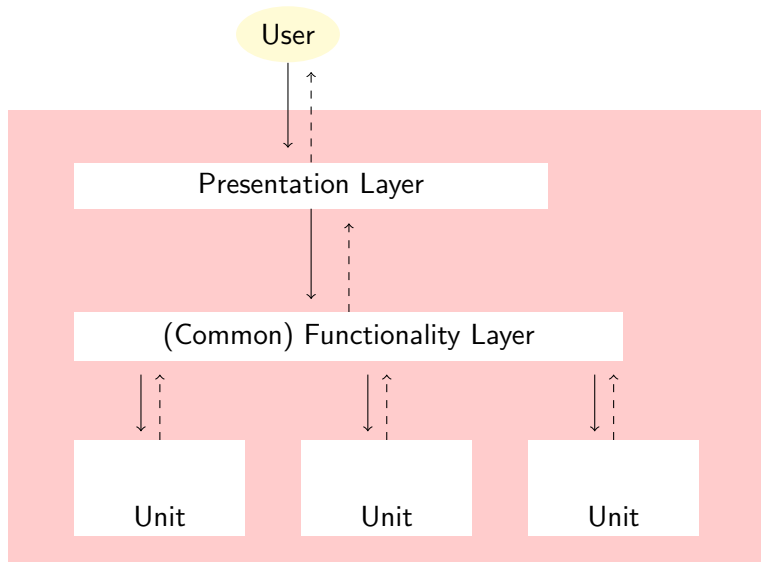 User
Presentation Layer
(Common) Functionality Layer
Unit
Unit
Unit